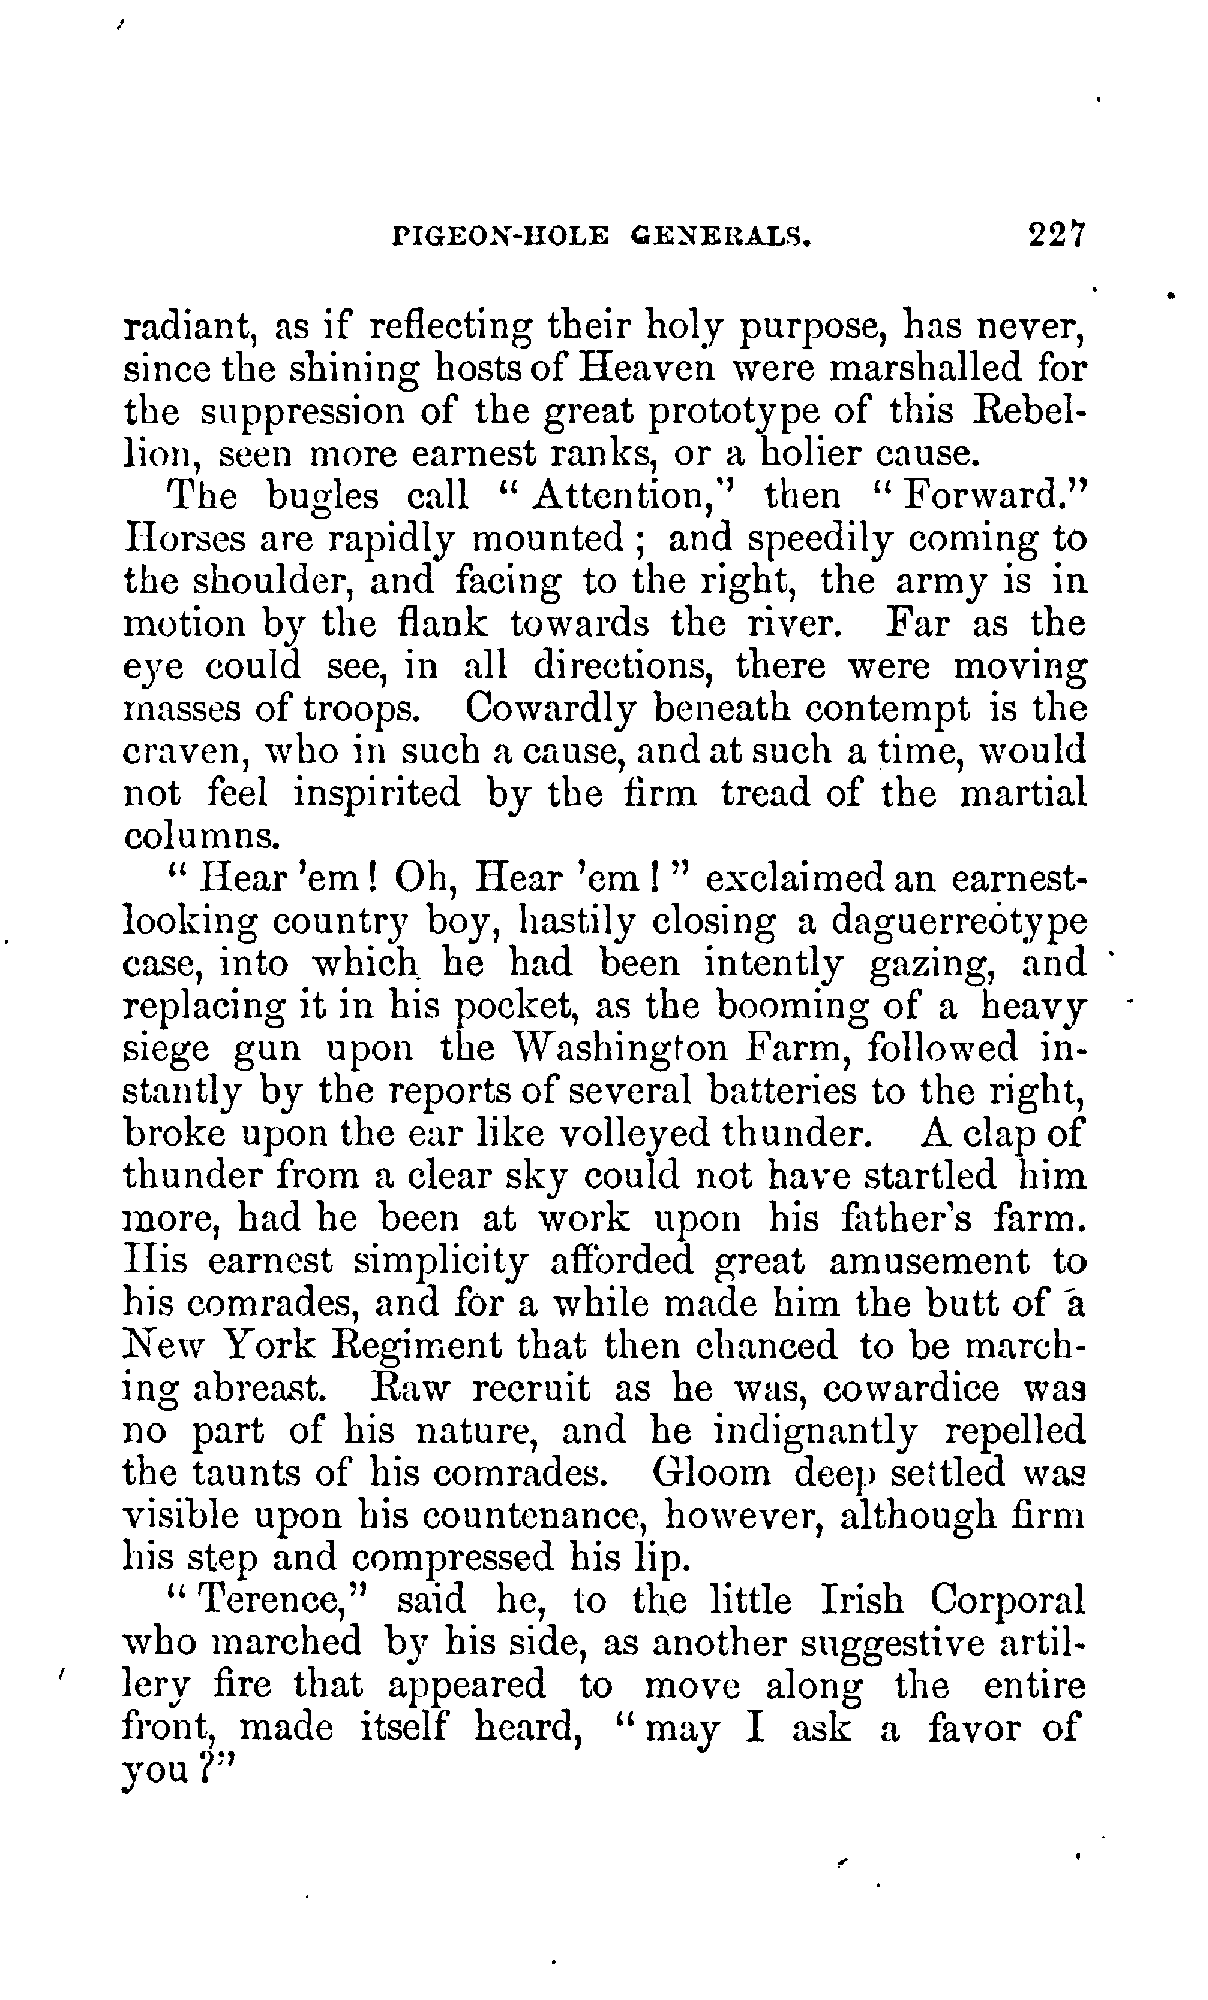 PIGEON-HOLE GENERALS. 227
radiant, as if reflecting their holy purpose, has never,
since the shining hosts of Heaven were marshalled for
the suppression of the great prototype of this Rebel-
lion, seen more earnest ranks, or a holier cause.
The bugles call " Attention," then " Forward."
Horses are rapidly mounted ; and speedily coming to
the shoulder, and facing to the right, the army is in
motion by the flank towards the river. Far as the
eye could see, in all directions, there were moving
masses of troops. Cowardly beneath contempt is the
craven, who in such a cause, and at such a time, would
not feel inspirited by the firm tread of the martial
columns.
" Hear 'em ! Oh, Hear 'em ! " exclaimed an earnest-
looking country boy, hastily closing a daguerreotype
case, into which he had been intently gazing, and
replacing it in his pocket, as the booming of a heavy
siege gun upon the Washington Farm, followed in-
stantly by the reports of several batteries to the right,
broke upon the ear like volleyed thunder. A clap of
thunder from a clear sky could not have startled him
more, had he been at work upon his father's farm.
His earnest simplicity afforded great amusement to
his comrades, and for a while made him the butt of a
New York Regiment that then chanced to be march-
ing abreast. Raw recruit as he was, cowardice was
no part of his nature, and he indignantly repelled
the taunts of his comrades. Gloom deep settled was
visible upon his countenance, however, although firm
his step and compressed his lip.
" Terence," said he, to the little Irish Corporal
who marched by his side, as another suggestive artil-
lery fire that appeared to move along the entire
front, made itself heard, " may I ask a favor of
you ?"